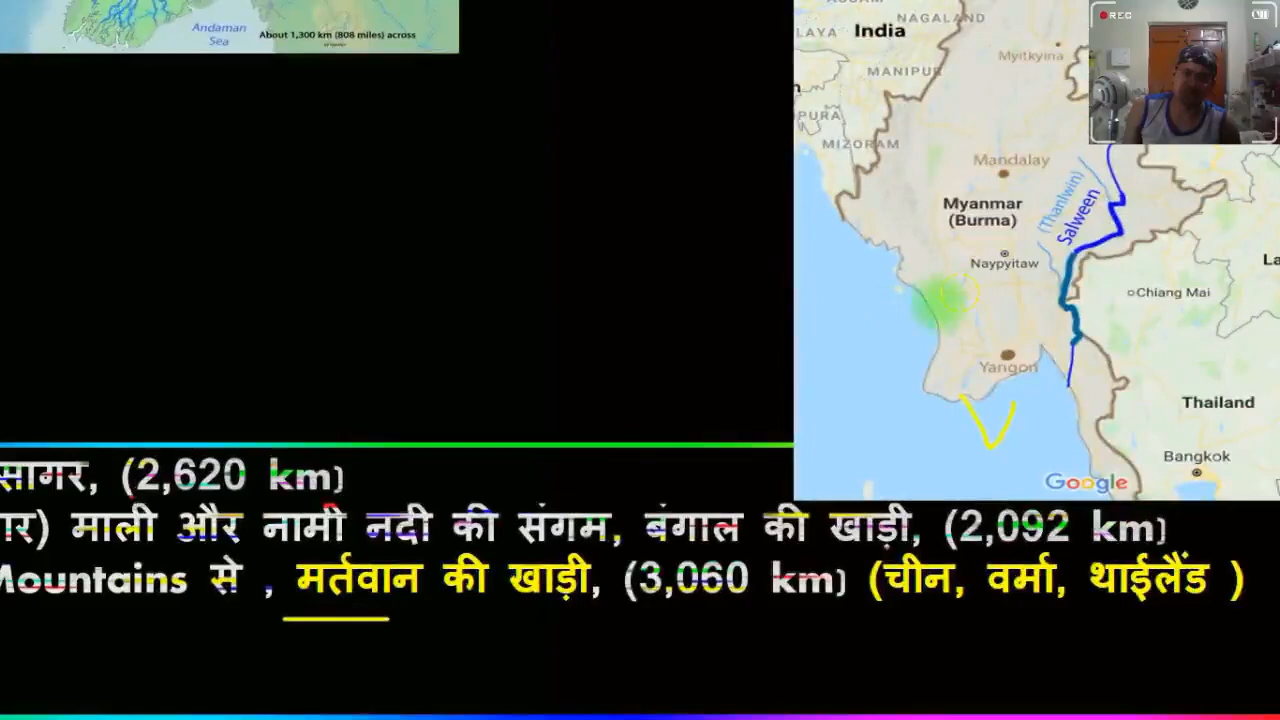 Andaman
Sea
About 1,300 km (808 miles) across
NAGALAND
India
Myitkyina
MANIPUR
MIZORAM
Mandalay
Myanmar
(Burma)
(Thanlwin)
Salween
Naypyitaw
Chiang Mai
Yangon
Thailand
Bangkok
Google
REC
सागर, (2,620 km)
ार) माली और नामी नदी की संगम, बंगाल की खाड़ी, (2,092 km)
Mountains से , मर्तवान की खाड़ी, (3,060 km) (चीन, वर्मा, थाईलैंड )